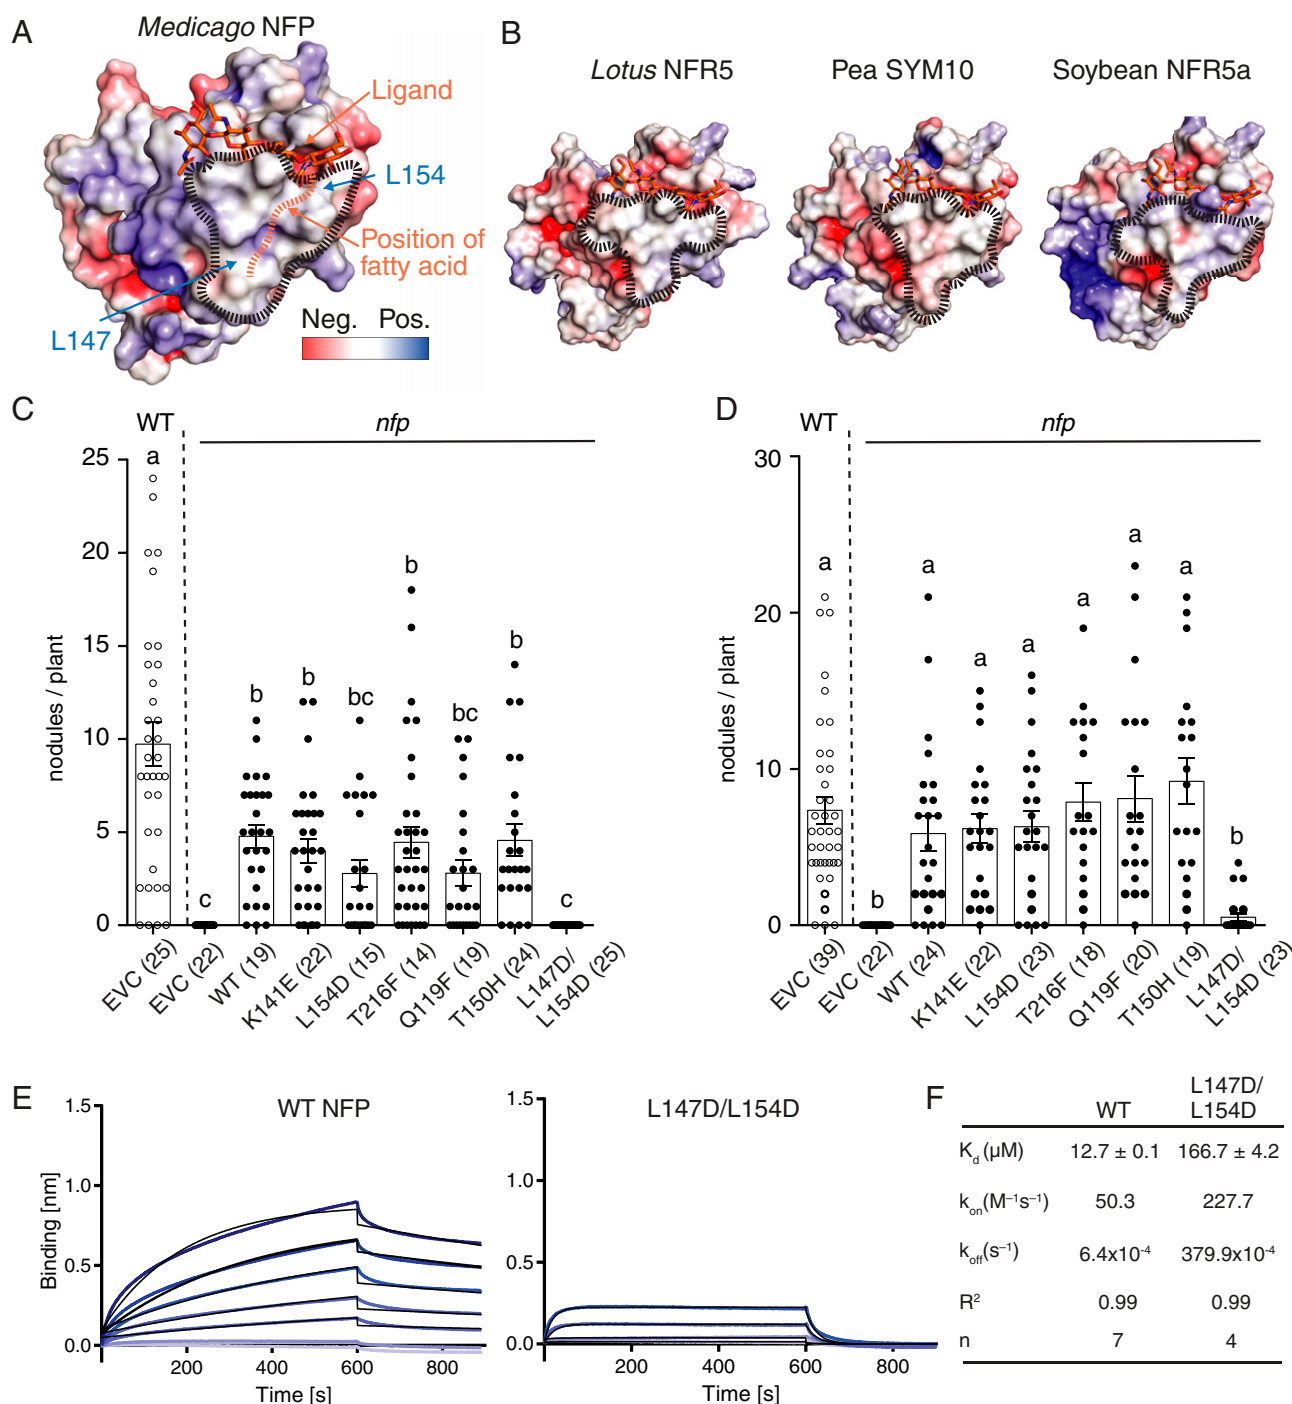 A
Medicago NFP
Ligand
L154
Position of
fatty acid
L147
Neg. Pos.
B
Lotus NFR5
Pea SYM10
Soybean NFR5a
C
WT
nfp
nodules / plant
25
20
15
10
5
0
a
c
b
b
bc
b
bc
b
c
EVC (25)
EVC (22)
WT (19)
K141E (22)
L154D (15)
T216F (14)
Q119F (19)
T150H (24)
L147D/
L154D (25)
D
WT
nfp
nodules / plant
30
20
10
0
a
b
a
a
a
a
a
a
b
EVC (39)
EVC (22)
WT (24)
K141E (22)
L154D (23)
T216F (18)
Q119F (20)
T150H (19)
L147D/
L154D (23)
E
WT NFP
Binding [nm]
1.5
1.0
0.5
0.0
200 400 600 800
Time [s]
L147D/L154D
1.5
1.0
0.5
0.0
200 400 600 800
Time [s]
F
WT L147D/
L154D
Kd (µM) 12.7 ± 0.1 166.7 ± 4.2
kon(M⁻¹s⁻¹) 50.3 227.7
koff(s⁻¹) 6.4x10⁻⁴ 379.9x10⁻⁴
R² 0.99 0.99
n 7 4